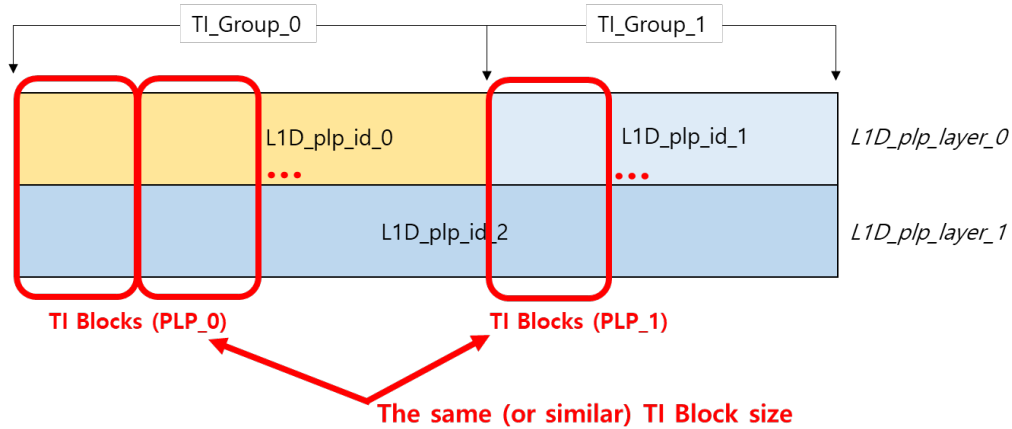 TI_Group_0
TI_Group_1
L1D_plp_id_0
L1D_plp_id_1
L1D_plp_layer_0
...
...
L1D_plp_id_2
L1D_plp_layer_1
TI Blocks (PLP_0)
TI Blocks (PLP_1)
The same (or similar) TI Block size